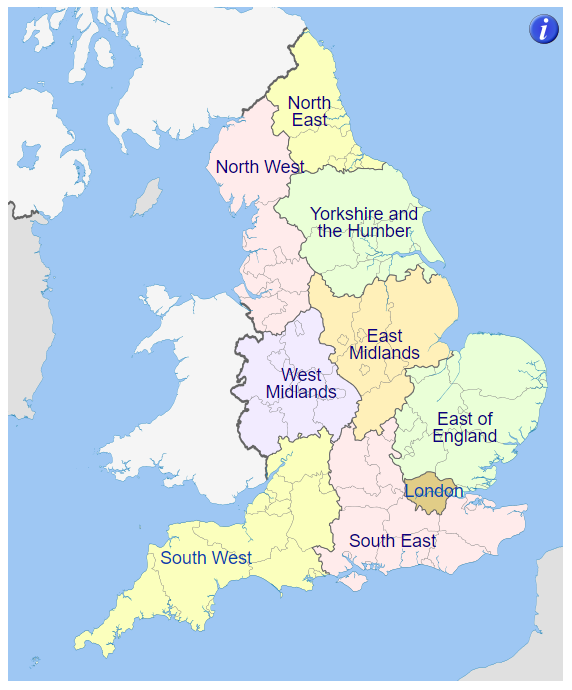 i
North
East
North West
Yorkshire and
the Humber
East
Midlands
West
Midlands
East of
England
London
South East
South West